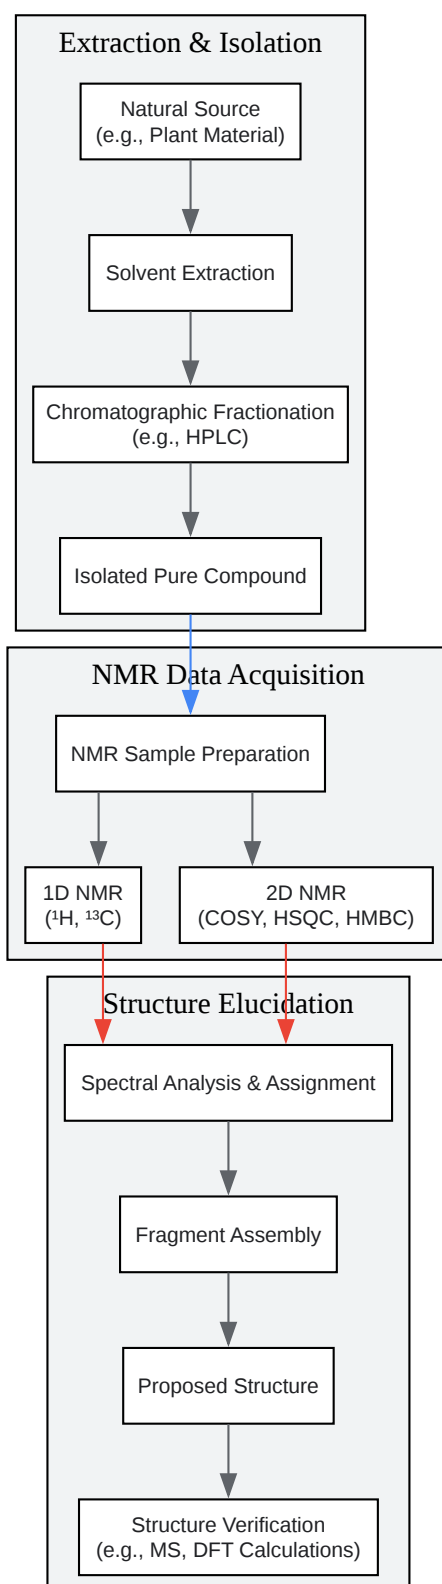 Extraction & Isolation
Natural Source
(e.g., Plant Material)
Solvent Extraction
Chromatographic Fractionation
(e.g., HPLC)
Isolated Pure Compound
NMR Data Acquisition
NMR Sample Preparation
1D NMR
(¹H, ¹³C)
2D NMR
(COSY, HSQC, HMBC)
Structure Elucidation
Spectral Analysis & Assignment
Fragment Assembly
Proposed Structure
Structure Verification
(e.g., MS, DFT Calculations)